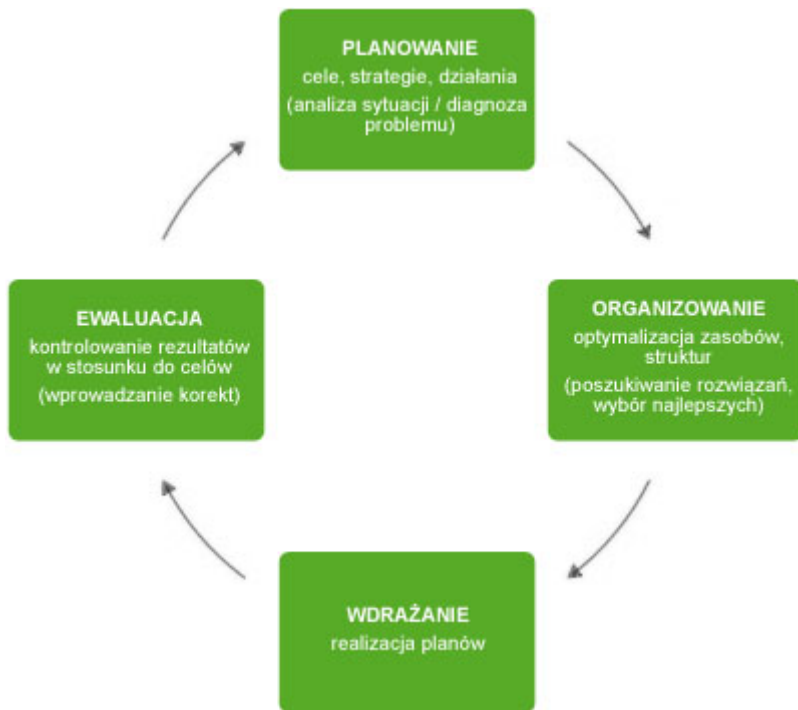 PLANOWANIE
cele, strategie, działania
(analiza sytuacji / diagnoza
problemu)
EWALUACJA
kontrolowanie rezultatów
w stosunku do celów
(wprowadzanie korekt)
ORGANIZOWANIE
optymalizacja zasobów,
struktur
(poszukiwanie rozwiązań,
wybór najlepszych)
WDRAŻANIE
realizacja planów